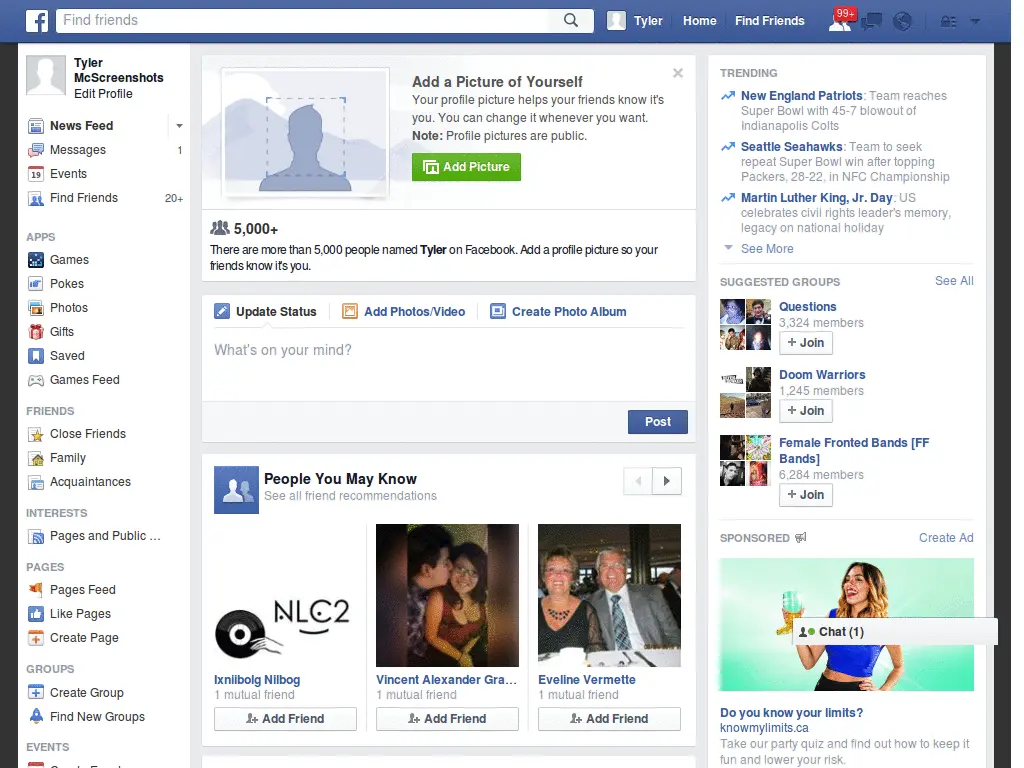 f
Find friends
Tyler
Home
Find Friends
99+
Tyler
McScreenshots
Edit Profile
News Feed
Messages 1
19 Events
Find Friends 20+
APPS
Games
Pokes
Photos
Gifts
Saved
Games Feed
FRIENDS
Close Friends
Family
Acquaintances
INTERESTS
Pages and Public ...
PAGES
Pages Feed
Like Pages
Create Page
GROUPS
Create Group
Find New Groups
EVENTS
Add a Picture of Yourself
Your profile picture helps your friends know it's
you. You can change it whenever you want.
Note: Profile pictures are public.
Add Picture
5,000+
There are more than 5,000 people named Tyler on Facebook. Add a profile picture so your
friends know it's you.
Update Status
Add Photos/Video
Create Photo Album
What's on your mind?
Post
People You May Know
See all friend recommendations
NLC2
Ixniibolg Nilbog
1 mutual friend
Add Friend
Vincent Alexander Gra...
1 mutual friend
Add Friend
Eveline Vermette
1 mutual friend
Add Friend
TRENDING
New England Patriots: Team reaches
Super Bowl with 45-7 blowout of
Indianapolis Colts
Seattle Seahawks: Team to seek
repeat Super Bowl win after topping
Packers, 28-22, in NFC Championship
Martin Luther King, Jr. Day: US
celebrates civil rights leader's memory,
legacy on national holiday
See More
SUGGESTED GROUPS See All
Questions
3,324 members
+ Join
Doom Warriors
1,245 members
+ Join
Female Fronted Bands [FF
Bands]
6,284 members
+ Join
SPONSORED Create Ad
Chat (1)
Do you know your limits?
knowmylimits.ca
Take our party quiz and find out how to keep it
fun and lower your risk.